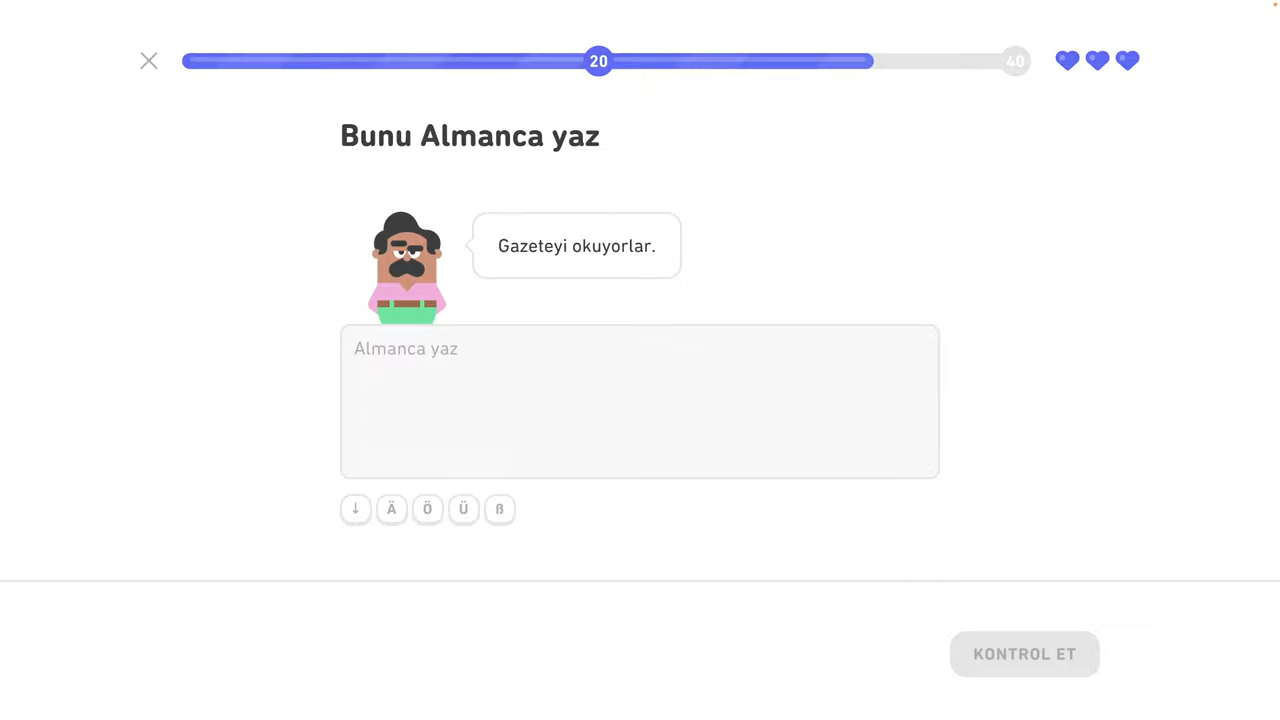 20
40
Bunu Almanca yaz
Gazeteyi okuyorlar.
Almanca yaz
↓ Ä Ö Ü ß
KONTROL ET